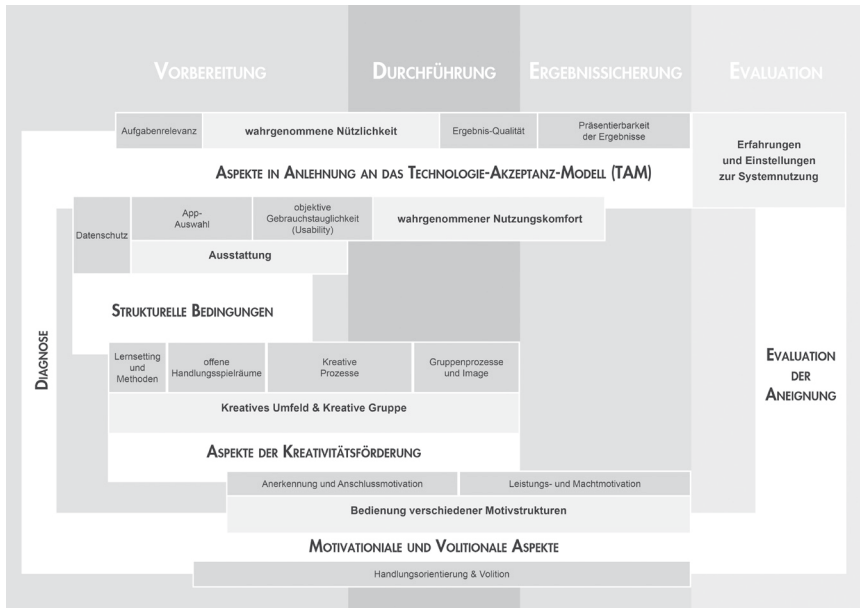 VORBEREITUNG
DURCHFÜHRUNG
ERGEBNISSICHERUNG
EVALUATION
Aufgabenrelevanz
wahrgenommene Nützlichkeit
Ergebnis-Qualität
Präsentierbarkeit
der Ergebnisse
Erfahrungen
und Einstellungen
zur Systemnutzung
ASPEKTE IN ANLEHNUNG AN DAS TECHNOLOGIE-AKZEPTANZ-MODELL (TAM)
Datenschutz
App-
Auswahl
objektive
Gebrauchstauglichkeit
(Usability)
wahrgenommener Nutzungskomfort
Ausstattung
STRUKTURELLE BEDINGUNGEN
DIAGNOSE
Lernsetting
und
Methoden
offene
Handlungsspielräume
Kreative
Prozesse
Gruppenprozesse
und Image
Kreatives Umfeld & Kreative Gruppe
EVALUATION
DER
ANEIGNUNG
ASPEKTE DER KREATIVITÄTSFÖRDERUNG
Anerkennung und Anschlussmotivation
Leistungs- und Machtmotivation
Bedienung verschiedener Motivstrukturen
MOTIVATIONIALE UND VOLITIONALE ASPEKTE
Handlungsorientierung & Volition